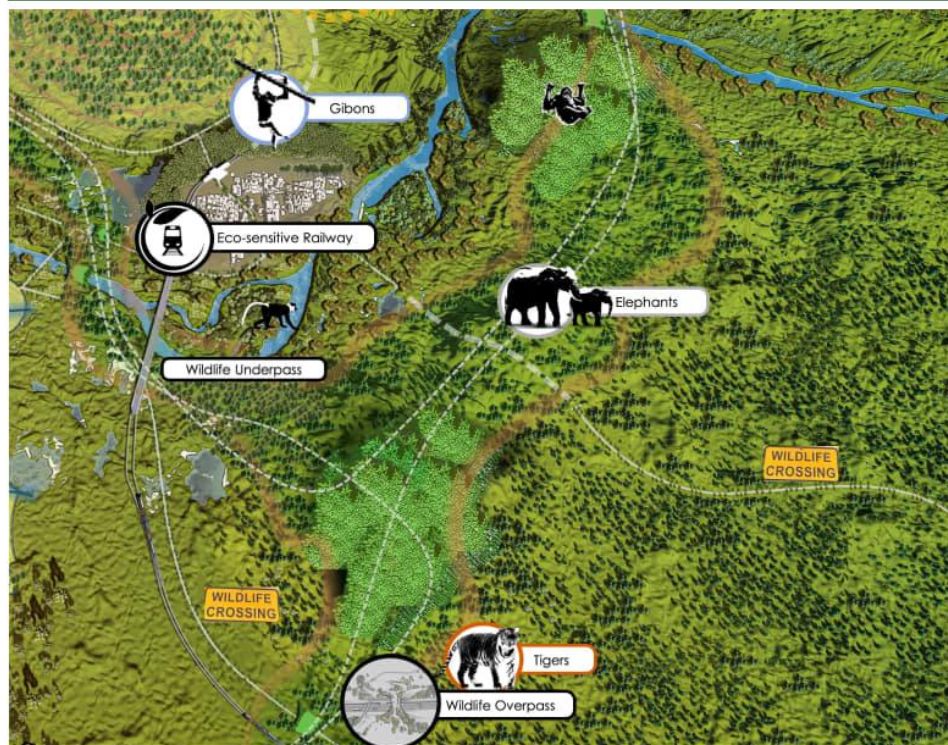 Gibons
Eco-sensitive Railway
Elephants
Wildlife Underpass
WILDLIFE
CROSSING
WILDLIFE
CROSSING
Tigers
Wildlife Overpass